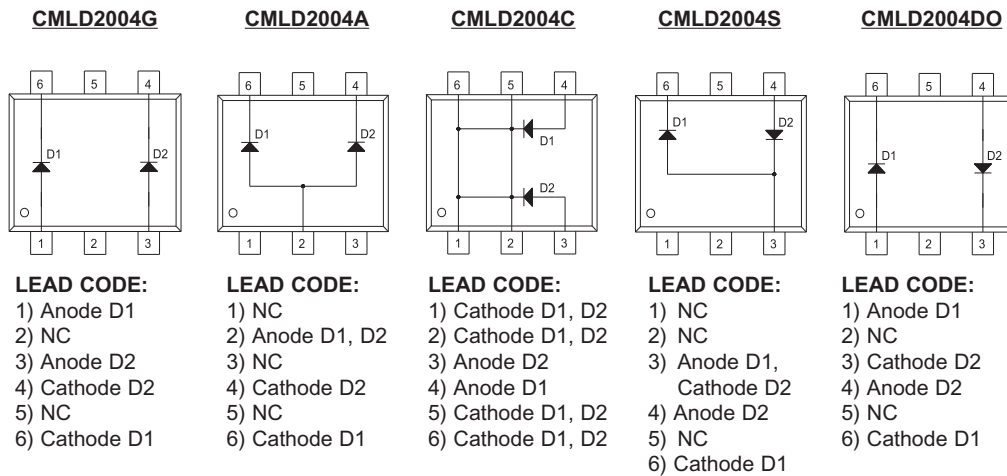 CMLD2004G
6 5 4
D1 D2
1 2 3
LEAD CODE:
1) Anode D1
2) NC
3) Anode D2
4) Cathode D2
5) NC
6) Cathode D1
CMLD2004A
6 5 4
D1 D2
1 2 3
LEAD CODE:
1) NC
2) Anode D1, D2
3) NC
4) Cathode D2
5) NC
6) Cathode D1
CMLD2004C
6 5 4
D1
D2
1 2 3
LEAD CODE:
1) Cathode D1, D2
2) Cathode D1, D2
3) Anode D2
4) Anode D1
5) Cathode D1, D2
6) Cathode D1, D2
CMLD2004S
6 5 4
D1 D2
1 2 3
LEAD CODE:
1) NC
2) NC
3) Anode D1,
Cathode D2
4) Anode D2
5) NC
6) Cathode D1
CMLD2004DO
6 5 4
D1 D2
1 2 3
LEAD CODE:
1) Anode D1
2) NC
3) Cathode D2
4) Anode D2
5) NC
6) Cathode D1